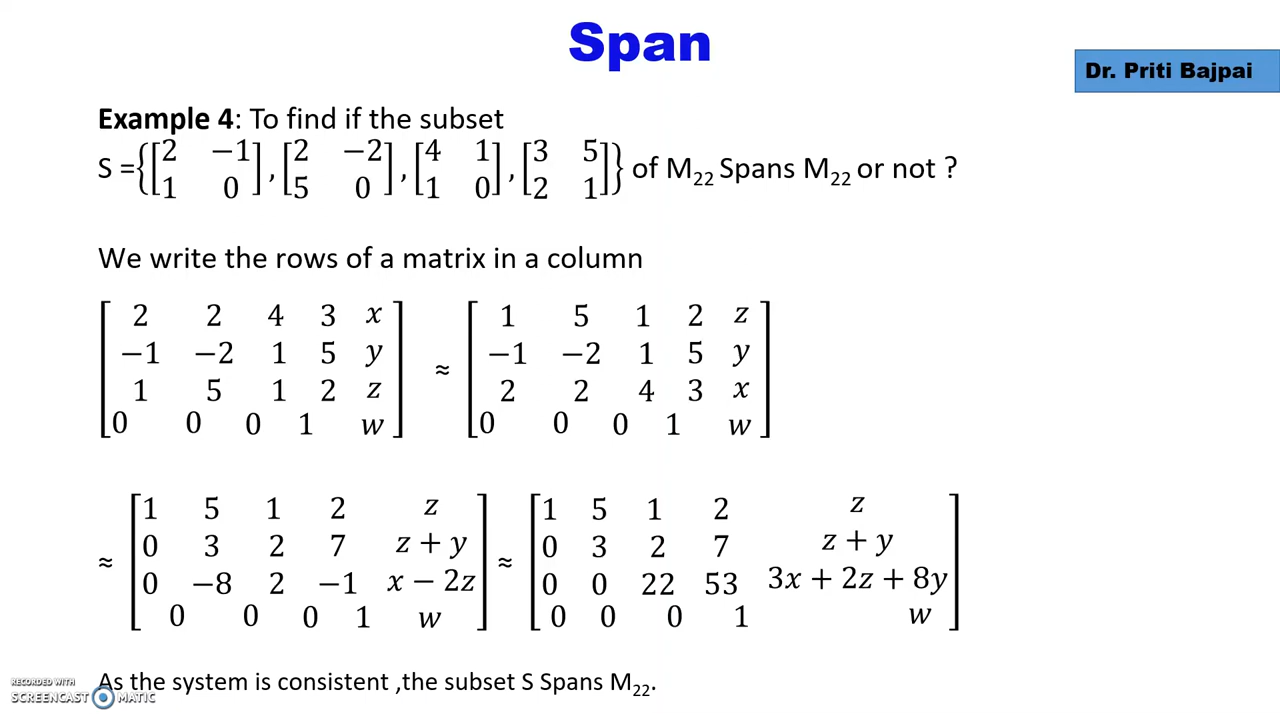 Span
Dr. Priti Bajpai
Example 4: To find if the subset
S ={[2 −1; 1 0], [2 −2; 5 0], [4 1; 1 0], [3 5; 2 1]} of M₂₂ Spans M₂₂ or not ?
We write the rows of a matrix in a column
[2 2 4 3 x] ≈ [1 5 1 2 z]
[−1 −2 1 5 y] [−1 −2 1 5 y]
[1 5 1 2 z] [2 2 4 3 x]
[0 0 0 1 w] [0 0 0 1 w]
≈ [1 5 1 2 z] ≈ [1 5 1 2 z]
[0 3 2 7 z + y] [0 3 2 7 z + y]
[0 −8 2 −1 x − 2z] [0 0 22 53 3x + 2z + 8y]
[0 0 0 1 w] [0 0 0 1 w]
As the system is consistent ,the subset S Spans M₂₂.
RECORDED WITH
SCREENCAST MATIC